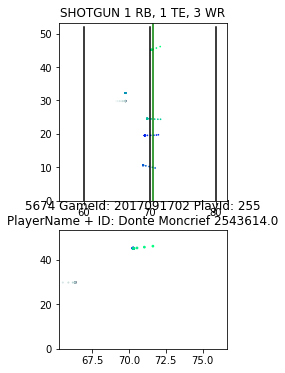 SHOTGUN 1 RB, 1 TE, 3 WR
50
40
30
20
10
0
60 70 80
5674 GameId: 2017091702 PlayId: 255
PlayerName + ID: Donte Moncrief 2543614.0
40
20
0
67.5 70.0 72.5 75.0